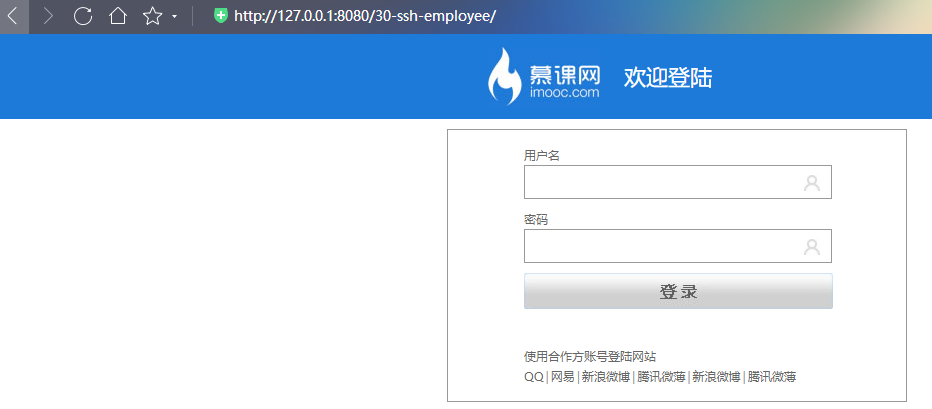 http://127.0.0.1:8080/30-ssh-employee/
慕课网
imooc.com
欢迎登陆
用户名
密码
登 录
使用合作方账号登陆网站
QQ | 网易 | 新浪微博 | 腾讯微薄 | 新浪微博 | 腾讯微薄